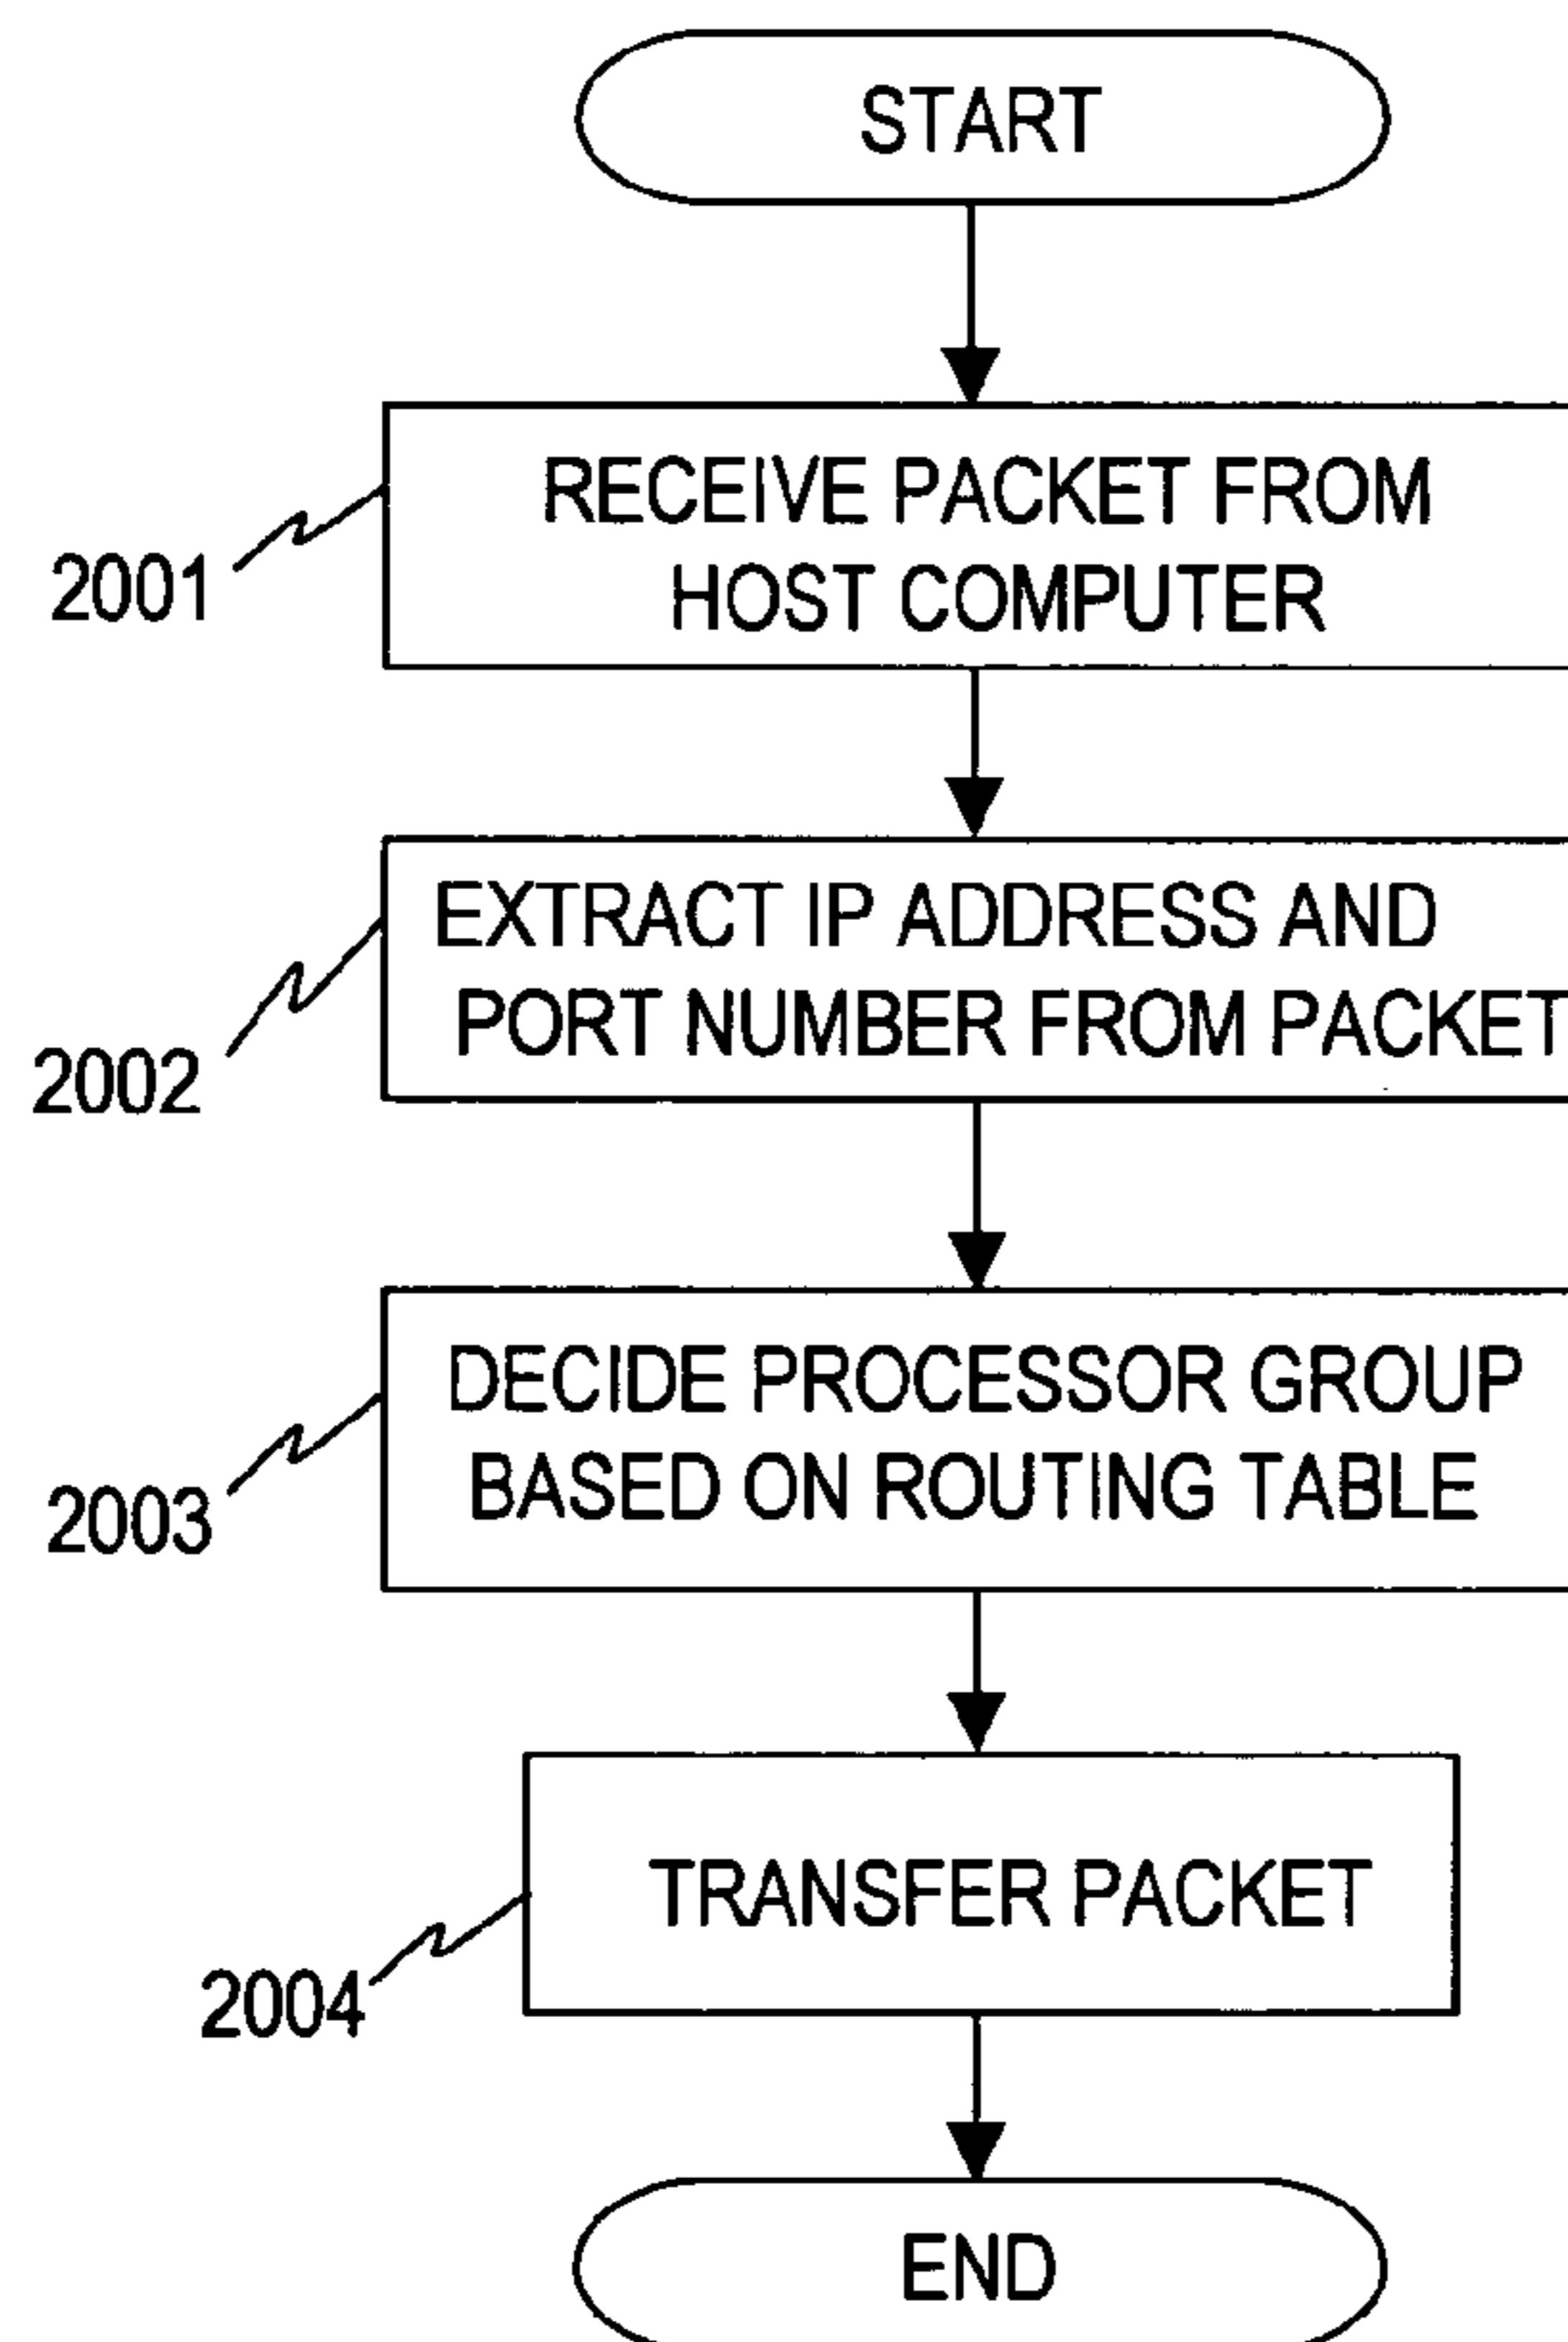 START
RECEIVE PACKET FROM
HOST COMPUTER
2001
EXTRACT IP ADDRESS AND
PORT NUMBER FROM PACKET
2002
DECIDE PROCESSOR GROUP
BASED ON ROUTING TABLE
2003
TRANSFER PACKET
2004
END